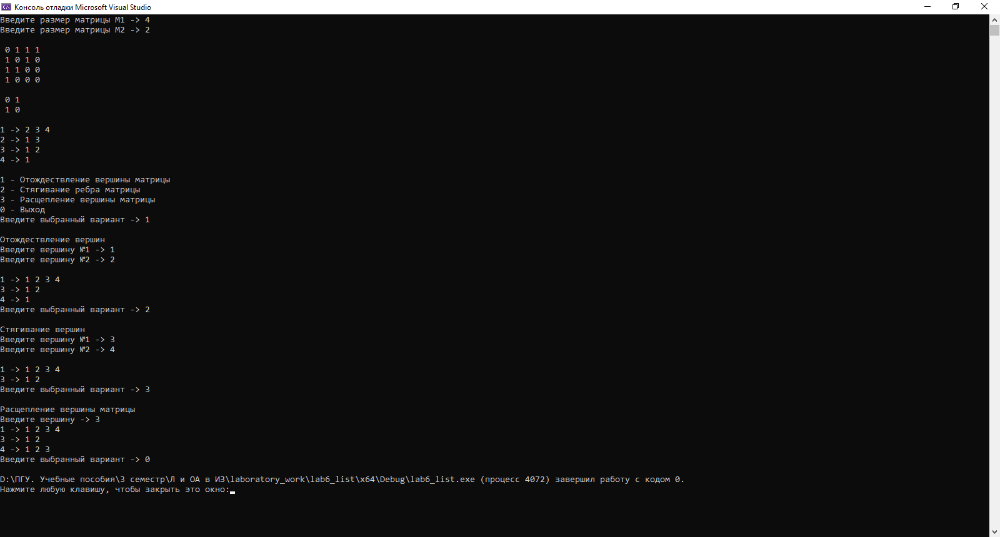 Консоль отладки Microsoft Visual Studio
Введите размер матрицы M1 -> 4
Введите размер матрицы M2 -> 2
0 1 1 1
1 0 1 0
1 1 0 0
1 0 0 0
0 1
1 0
1 -> 2 3 4
2 -> 1 3
3 -> 1 2
4 -> 1
1 - Отождествление вершины матрицы
2 - Стягивание ребра матрицы
3 - Расщепление вершины матрицы
0 - Выход
Введите выбранный вариант -> 1
Отождествление вершин
Введите вершину №1 -> 1
Введите вершину №2 -> 2
1 -> 1 2 3 4
3 -> 1 2
4 -> 1
Введите выбранный вариант -> 2
Стягивание вершин
Введите вершину №1 -> 3
Введите вершину №2 -> 4
1 -> 1 2 3 4
3 -> 1 2
Введите выбранный вариант -> 3
Расщепление вершины матрицы
Введите вершину -> 3
1 -> 1 2 3 4
3 -> 1 2
4 -> 1 2 3
Введите выбранный вариант -> 0
D:\ПГУ. Учебные пособия\3 семестр\Л и ОА в ИЗ\laboratory_work\lab6_list\x64\Debug\lab6_list.exe (процесс 4072) завершил работу с кодом 0.
Нажмите любую клавишу, чтобы закрыть это окно: